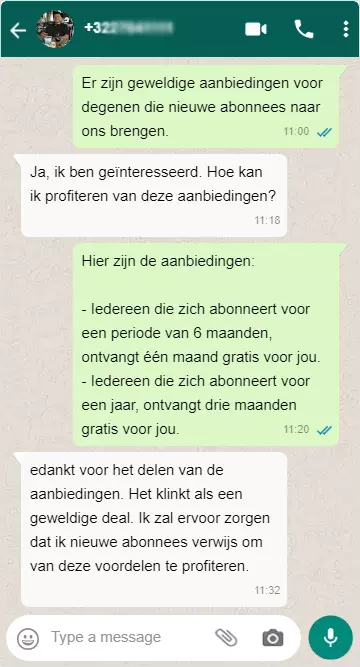 +322
Er zijn geweldige aanbiedingen voor
degenen die nieuwe abonnees naar
ons brengen.
11:00
Ja, ik ben geïnteresseerd. Hoe kan
ik profiteren van deze aanbiedingen?
11:18
Hier zijn de aanbiedingen:
- Iedereen die zich abonneert voor
een periode van 6 maanden,
ontvangt één maand gratis voor jou.
- Iedereen die zich abonneert voor
een jaar, ontvangt drie maanden
gratis voor jou.
11:20
edankt voor het delen van de
aanbiedingen. Het klinkt als een
geweldige deal. Ik zal ervoor zorgen
dat ik nieuwe abonnees verwijs om
van deze voordelen te profiteren.
11:32
Type a message